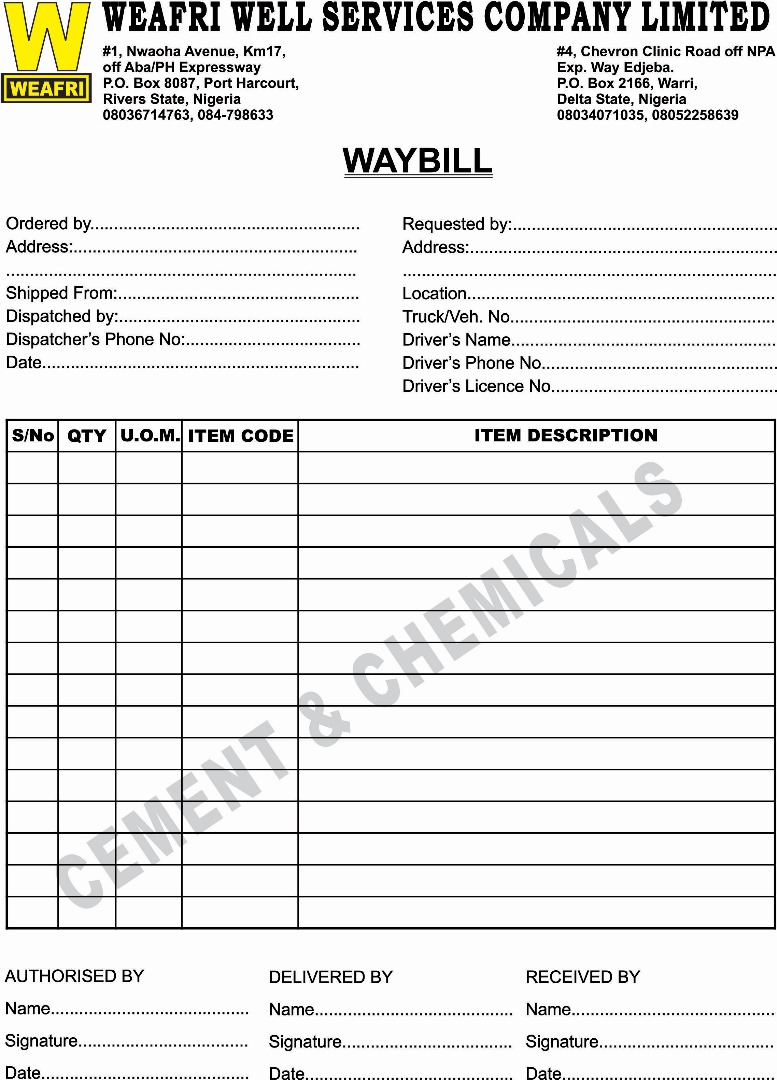 W
WEAFRI
WEAFRI WELL SERVICES COMPANY LIMITED
#1, Nwaoha Avenue, Km17,
off Aba/PH Expressway
P.O. Box 8087, Port Harcourt,
Rivers State, Nigeria
08036714763, 084-798633
#4, Chevron Clinic Road off NPA
Exp. Way Edjeba.
P.O. Box 2166, Warri,
Delta State, Nigeria
08034071035, 08052258639
WAYBILL
Ordered by
Address:
Shipped From:
Dispatched by:
Dispatcher's Phone No:
Date
Requested by:
Address:
Location
Truck/Veh. No
Driver's Name
Driver's Phone No
Driver's Licence No
S/No QTY U.O.M. ITEM CODE ITEM DESCRIPTION
CEMENT & CHEMICALS
AUTHORISED BY
Name
Signature
Date
DELIVERED BY
Name
Signature
Date
RECEIVED BY
Name
Signature
Date